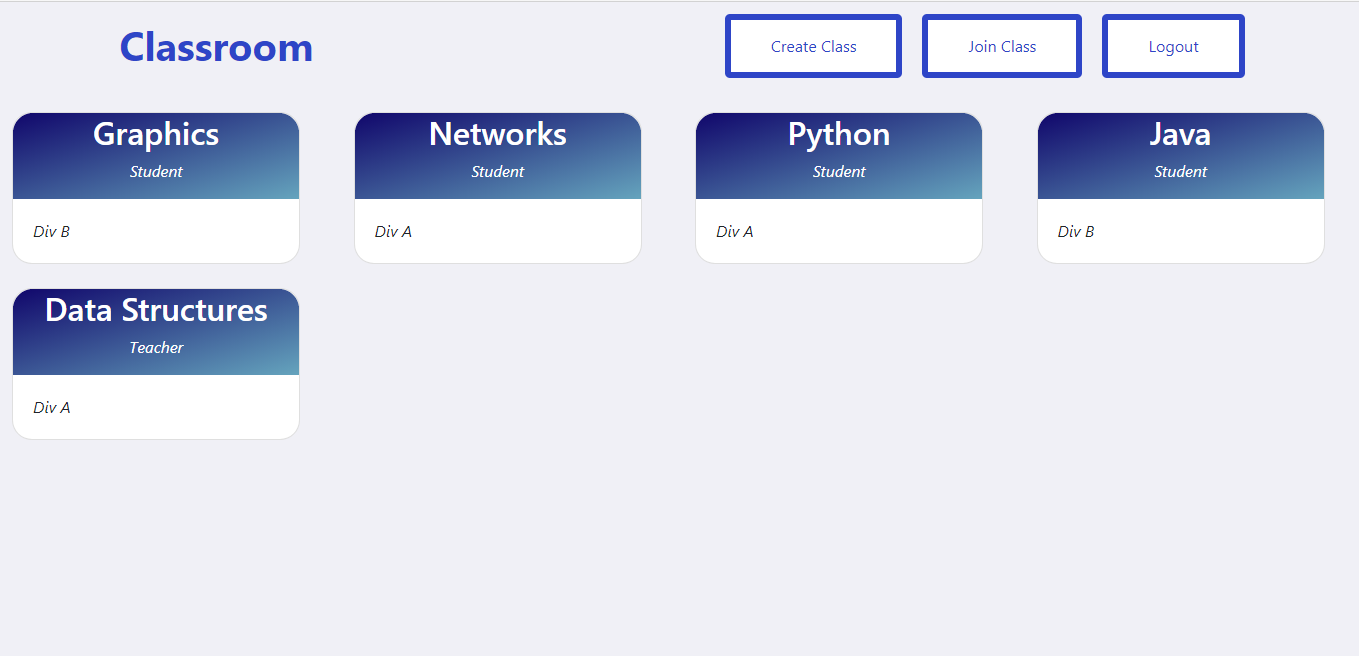 Classroom
Create Class
Join Class
Logout
Graphics
Student
Div B
Networks
Student
Div A
Python
Student
Div A
Java
Student
Div B
Data Structures
Teacher
Div A